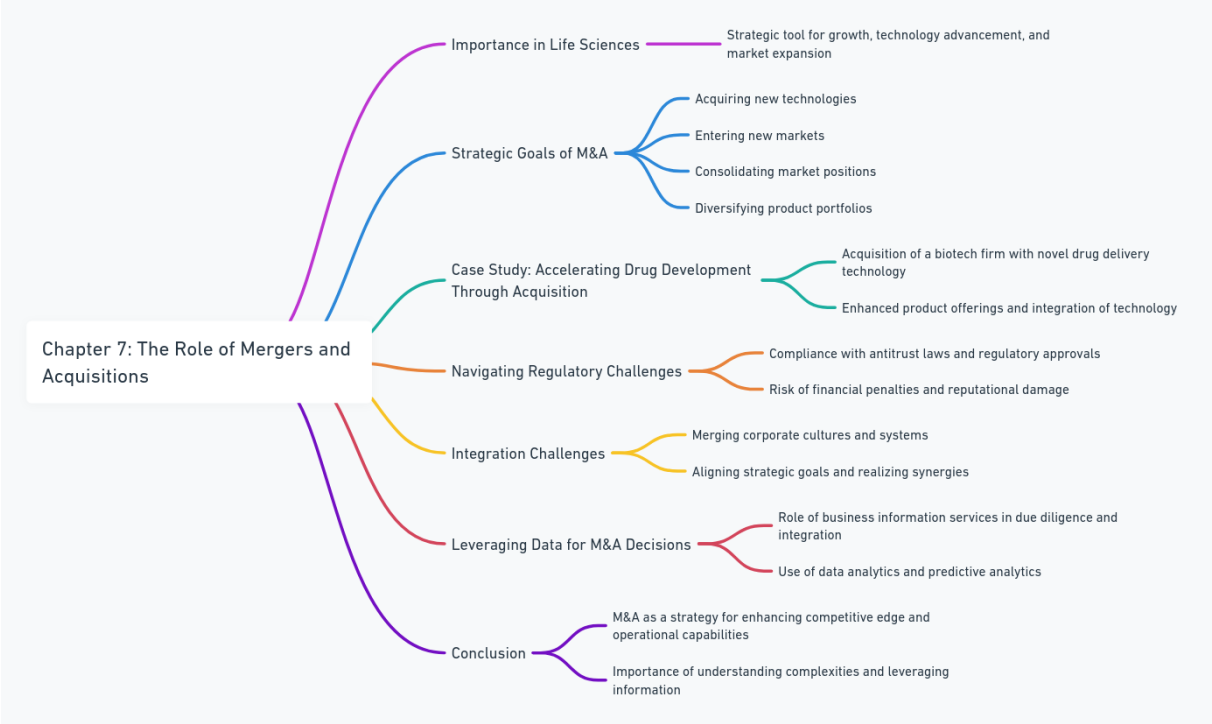 Chapter 7: The Role of Mergers and
Acquisitions
Importance in Life Sciences
Strategic tool for growth, technology advancement, and
market expansion
Strategic Goals of M&A
Acquiring new technologies
Entering new markets
Consolidating market positions
Diversifying product portfolios
Case Study: Accelerating Drug Development
Through Acquisition
Acquisition of a biotech firm with novel drug delivery
technology
Enhanced product offerings and integration of technology
Navigating Regulatory Challenges
Compliance with antitrust laws and regulatory approvals
Risk of financial penalties and reputational damage
Integration Challenges
Merging corporate cultures and systems
Aligning strategic goals and realizing synergies
Leveraging Data for M&A Decisions
Role of business information services in due diligence and
integration
Use of data analytics and predictive analytics
Conclusion
M&A as a strategy for enhancing competitive edge and
operational capabilities
Importance of understanding complexities and leveraging
information